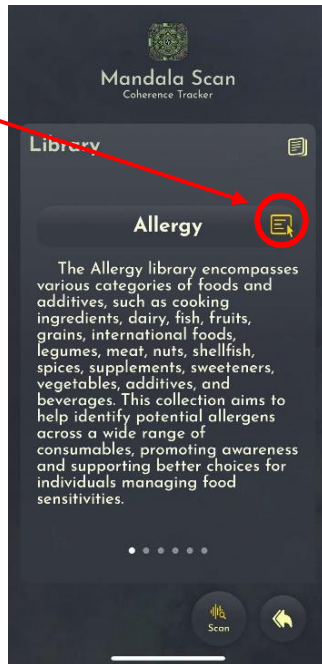 Mandala Scan
Coherence Tracker
Library
Allergy
The Allergy library encompasses
various categories of foods and
additives, such as cooking
ingredients, dairy, fish, fruits,
grains, international foods,
legumes, meat, nuts, shellfish,
spices, supplements, sweeteners,
vegetables, additives, and
beverages. This collection aims to
help identify potential allergens
across a wide range of
consumables, promoting awareness
and supporting better choices for
individuals managing food
sensitivities.
Scan